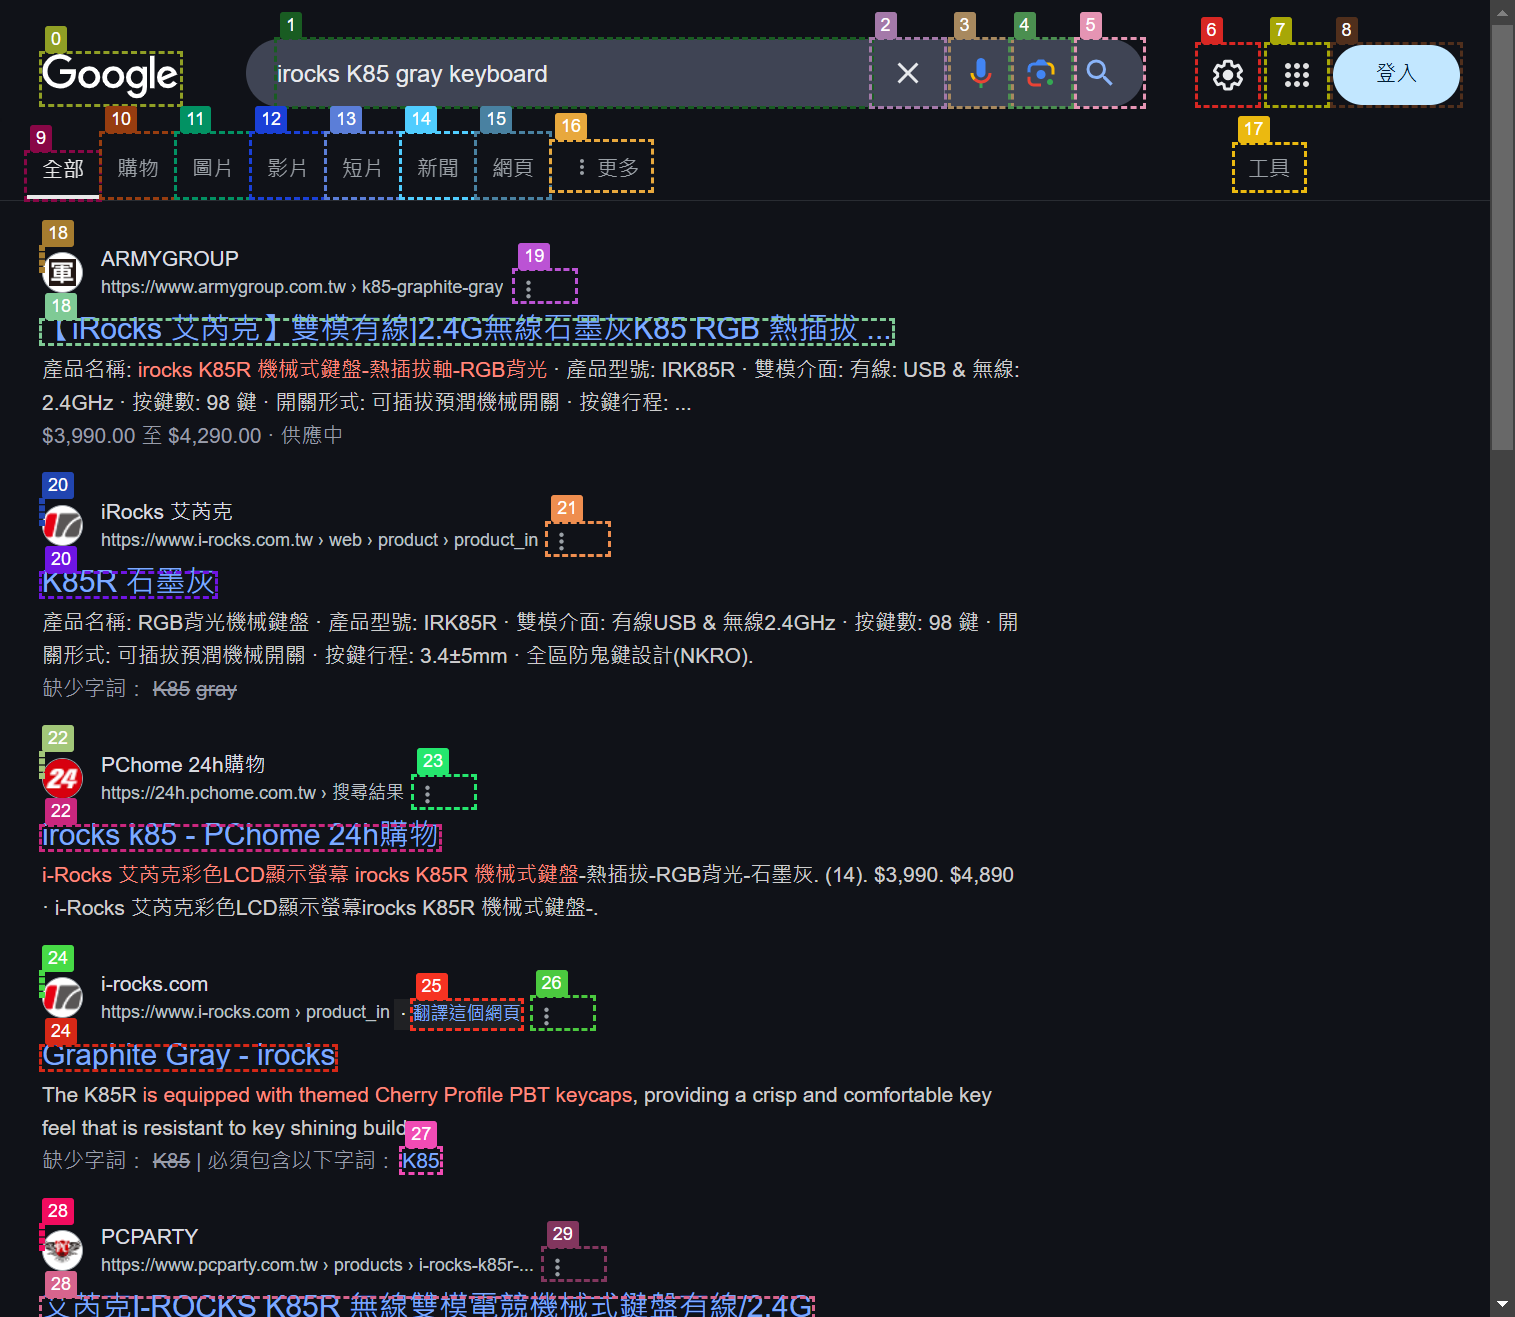 0
1
2
3
4
5
6
7
8
Google
irocks K85 gray keyboard
登入
9
10
11
12
13
14
15
16
17
全部
購物
圖片
影片
短片
新聞
網頁
更多
工具
18
ARMYGROUP
19
https://www.armygroup.com.tw › k85-graphite-gray
18
【iRocks 艾芮克】雙模有線|2.4G無線石墨灰K85 RGB 熱插拔 ...
產品名稱: irocks K85R 機械式鍵盤-熱插拔軸-RGB背光 · 產品型號: IRK85R · 雙模介面: 有線: USB & 無線:
2.4GHz · 按鍵數: 98 鍵 · 開關形式: 可插拔預潤機械開關 · 按鍵行程: ...
$3,990.00 至 $4,290.00 · 供應中
20
iRocks 艾芮克
21
https://www.i-rocks.com.tw › web › product › product_in
20
K85R 石墨灰
產品名稱: RGB背光機械鍵盤 · 產品型號: IRK85R · 雙模介面: 有線USB & 無線2.4GHz · 按鍵數: 98 鍵 · 開
關形式: 可插拔預潤機械開關 · 按鍵行程: 3.4±5mm · 全區防鬼鍵設計(NKRO).
缺少字詞： K85 gray
22
PChome 24h購物
23
https://24h.pchome.com.tw › 搜尋結果
22
irocks k85 - PChome 24h購物
i-Rocks 艾芮克彩色LCD顯示螢幕 irocks K85R 機械式鍵盤-熱插拔-RGB背光-石墨灰. (14). $3,990. $4,890
· i-Rocks 艾芮克彩色LCD顯示螢幕irocks K85R 機械式鍵盤-.
24
i-rocks.com
25
26
https://www.i-rocks.com › product_in · 翻譯這個網頁
24
Graphite Gray - irocks
The K85R is equipped with themed Cherry Profile PBT keycaps, providing a crisp and comfortable key
feel that is resistant to key shining build
27
缺少字詞： K85 | 必須包含以下字詞： K85
28
PCPARTY
29
https://www.pcparty.com.tw › products › i-rocks-k85r-...
28
艾芮克I-ROCKS K85R 無線雙模電競機械式鍵盤有線/2.4G